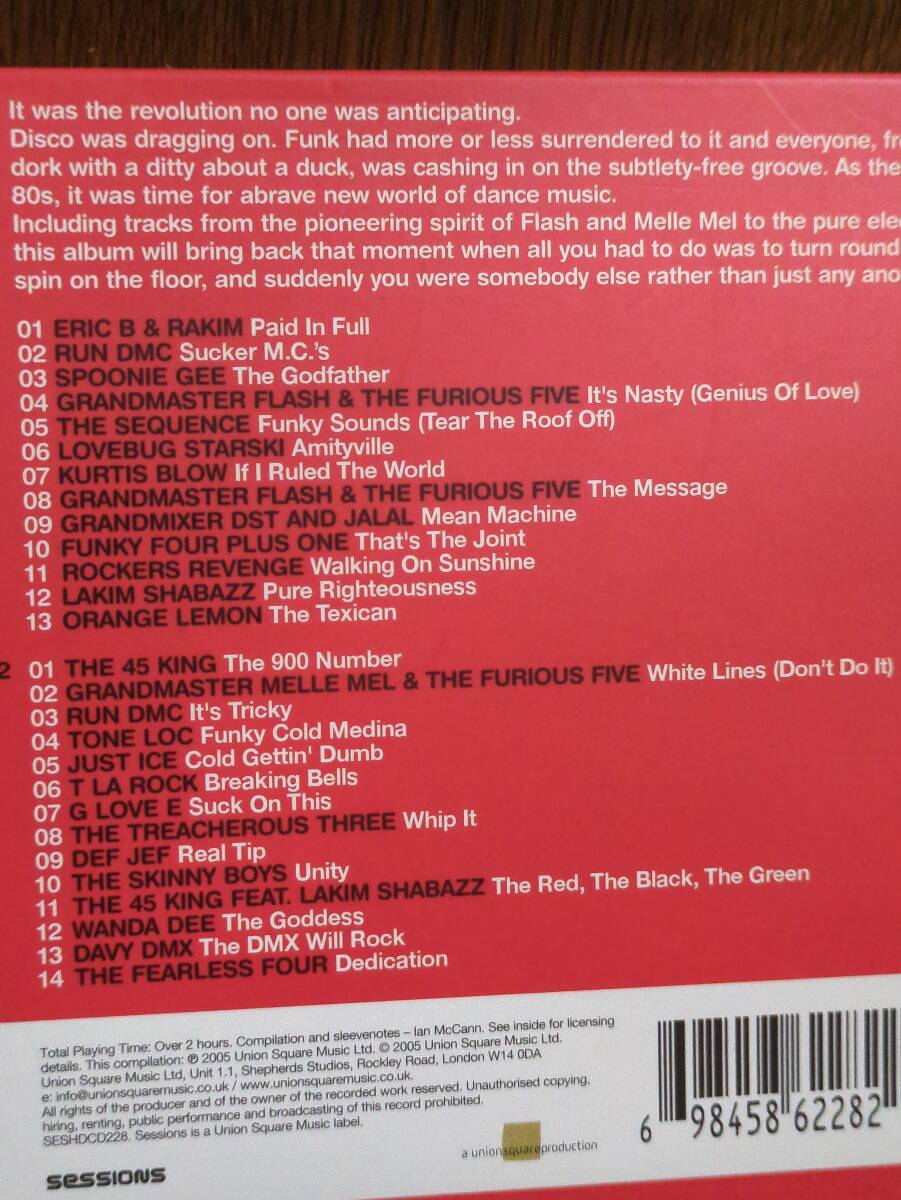 It was the revolution no one was anticipating.
Disco was dragging on. Funk had more or less surrendered to it and everyone,
dork with a ditty about a duck, was cashing in on the subtlety-free groove. As the
80s, it was time for abrave new world of dance music.
Including tracks from the pioneering spirit of Flash and Melle Mel to the pure
this album will bring back that moment when all you had to do was to turn round
spin on the floor, and suddenly you were somebody else rather than just any
01 ERIC B & RAKIM Paid In Full
02 RUN DMC Sucker M.C.'s
03 SPOONIE GEE The Godfather
04 GRANDMASTER FLASH & THE FURIOUS FIVE It's Nasty (Genius Of Love)
05 THE SEQUENCE Funky Sounds (Tear The Roof Off)
06 LOVEBUG STARSKI Amityville
07 KURTIS BLOW If I Ruled The World
08 GRANDMASTER FLASH & THE FURIOUS FIVE The Message
09 GRANDMIXER DST AND JALAL Mean Machine
10 FUNKY FOUR PLUS ONE That's The Joint
11 ROCKERS REVENGE Walking On Sunshine
12 LAKIM SHABAZZ Pure Righteousness
13 ORANGE LEMON The Texican
2 01 THE 45 KING The 900 Number
02 GRANDMASTER MELLE MEL & THE FURIOUS FIVE White Lines (Don't Do It)
03 RUN DMC It's Tricky
04 TONE LOC Funky Cold Medina
05 JUST ICE Cold Gettin' Dumb
06 T LA ROCK Breaking Bells
07 G LOVE E Suck On This
08 THE TREACHEROUS THREE Whip It
09 DEF JEF Real Tip
10 THE SKINNY BOYS Unity
11 THE 45 KING FEAT. LAKIM SHABAZZ The Red, The Black, The Green
12 WANDA DEE The Goddess
13 DAVY DMX The DMX Will Rock
14 THE FEARLESS FOUR Dedication
Total Playing Time: Over 2 hours. Compilation and sleevenotes – Ian McCann. See inside for licensing
details. This compilation: ℗ 2005 Union Square Music Ltd. © 2005 Union Square Music Ltd.
Union Square Music Ltd, Unit 1.1, Shepherds Studios, Rockley Road, London W14 0DA
e: info@unionsquaremusic.co.uk / www.unionsquaremusic.co.uk.
All rights of the producer and of the owner of the recorded work reserved. Unauthorised copying,
hiring, renting, public performance and broadcasting of this record prohibited.
SESHDCD228. Sessions is a Union Square Music label.
6 98458 62282
a unionsquareproduction
sessions